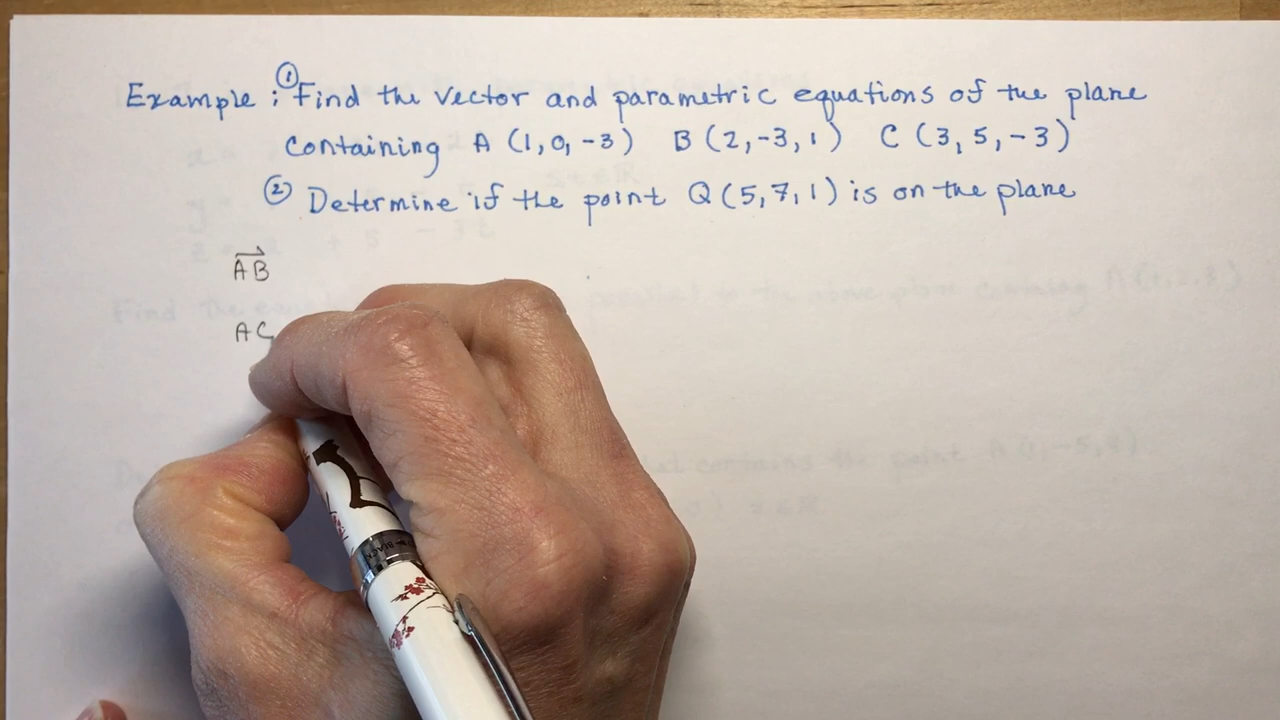 Example : ① Find the vector and parametric equations of the plane
containing A (1, 0, -3) B (2, -3, 1) C (3, 5, -3)
② Determine if the point Q (5, 7, 1) is on the plane
AB
AC